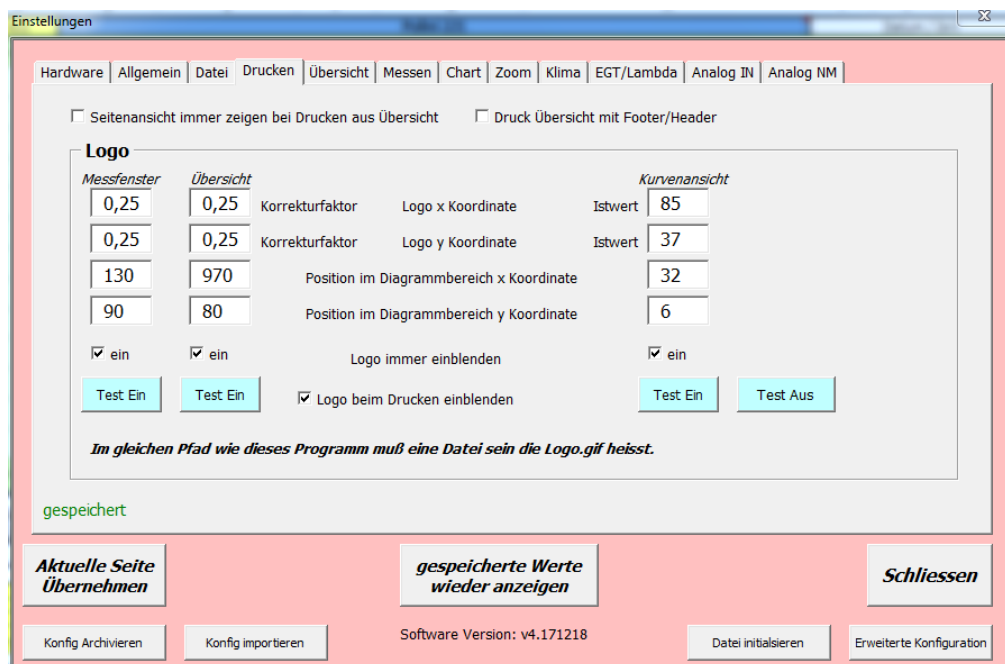 Einstellungen
Hardware Allgemein Datei Drucken Übersicht Messen Chart Zoom Klima EGT/Lambda Analog IN Analog NM
Seitenansicht immer zeigen bei Drucken aus Übersicht Druck Übersicht mit Footer/Header
Logo
Messfenster Übersicht Kurvenansicht
0,25 0,25 Korrekturfaktor Logo x Koordinate Istwert 85
0,25 0,25 Korrekturfaktor Logo y Koordinate Istwert 37
130 970 Position im Diagrammbereich x Koordinate 32
90 80 Position im Diagrammbereich y Koordinate 6
ein ein Logo immer einblenden ein
Test Ein Test Ein Logo beim Drucken einblenden Test Ein Test Aus
Im gleichen Pfad wie dieses Programm muß eine Datei sein die Logo.gif heisst.
gespeichert
Aktuelle Seite
Übernehmen
gespeicherte Werte
wieder anzeigen
Schliessen
Konfig Archivieren Konfig importieren Software Version: v4.171218 Datei initialsieren Erweiterte Konfiguration